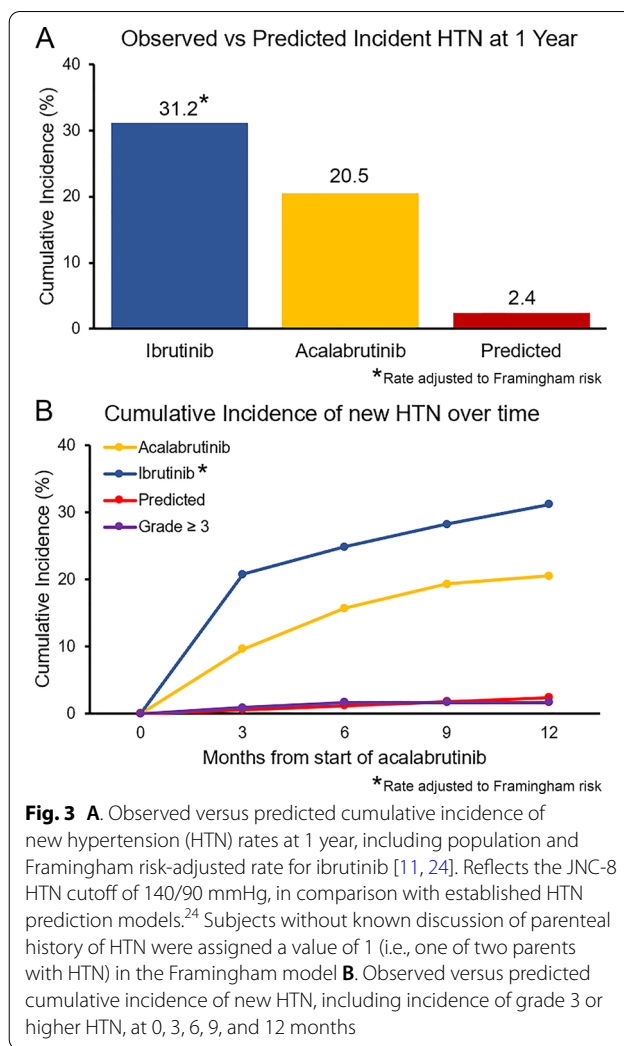 A Observed vs Predicted Incident HTN at 1 Year
Cumulative Incidence (%)
40
30
20
10
0
31.2*
20.5
2.4
Ibrutinib Acalabrutinib Predicted
*Rate adjusted to Framingham risk
B Cumulative Incidence of new HTN over time
Cumulative Incidence (%)
40
30
20
10
0
Acalabrutinib
Ibrutinib*
Predicted
Grade ≥ 3
0 3 6 9 12
Months from start of acalabrutinib
*Rate adjusted to Framingham risk
Fig. 3 A. Observed versus predicted cumulative incidence of
new hypertension (HTN) rates at 1 year, including population and
Framingham risk-adjusted rate for ibrutinib [11, 24]. Reflects the JNC-8
HTN cutoff of 140/90 mmHg, in comparison with established HTN
prediction models.24 Subjects without known discussion of parenteal
history of HTN were assigned a value of 1 (i.e., one of two parents
with HTN) in the Framingham model B. Observed versus predicted
cumulative incidence of new HTN, including incidence of grade 3 or
higher HTN, at 0, 3, 6, 9, and 12 months